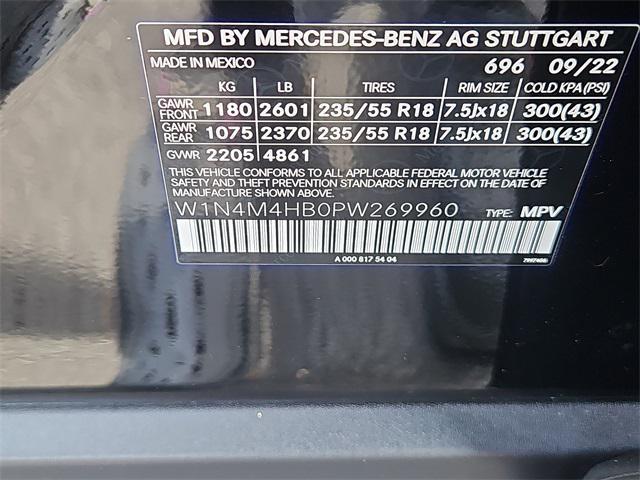 MFD BY MERCEDES-BENZ AG STUTTGART
MADE IN MEXICO 696 09/22
KG LB TIRES RIM SIZE COLD KPA (PSI)
GAWR FRONT 1180 2601 235/55 R18 7.5Jx18 300(43)
GAWR REAR 1075 2370 235/55 R18 7.5Jx18 300(43)
GVWR 2205 4861
THIS VEHICLE CONFORMS TO ALL APPLICABLE FEDERAL MOTOR VEHICLE
SAFETY AND THEFT PREVENTION STANDARDS IN EFFECT ON THE DATE OF
MANUFACTURE SHOWN ABOVE.
W1N4M4HB0PW269960 TYPE: MPV
A 000 817 54 04